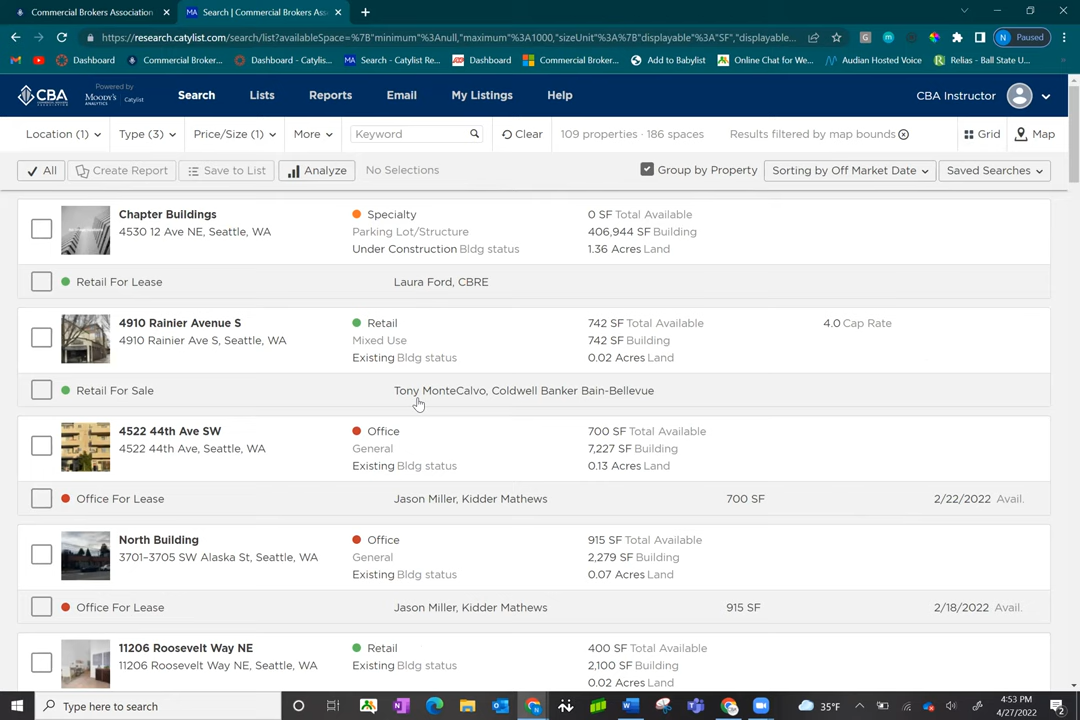 Commercial Brokers Association
Search | Commercial Brokers Ass
https://research.catylist.com/search/list?availableSpace=%7B"minimum"%3Anull,"maximum"%3A1000,"sizeUnit"%3A%7B"displayable"%3A"SF","displayable...
N Paused
Dashboard
Commercial Broker...
Dashboard - Catylis...
MA Search - Catylist Re...
Dashboard
Commercial Broker...
Add to Babylist
Online Chat for We...
Audian Hosted Voice
Relias - Ball State U...
CBA
Powered by
Moody's ANALYTICS Catylist
Search
Lists
Reports
Email
My Listings
Help
CBA Instructor
Location (1)
Type (3)
Price/Size (1)
More
Keyword
Clear
109 properties · 186 spaces
Results filtered by map bounds
Grid
Map
All
Create Report
Save to List
Analyze
No Selections
Group by Property
Sorting by Off Market Date
Saved Searches
Chapter Buildings
Specialty
0 SF Total Available
4530 12 Ave NE, Seattle, WA
Parking Lot/Structure
406,944 SF Building
Under Construction Bldg status
1.36 Acres Land
Retail For Lease
Laura Ford, CBRE
4910 Rainier Avenue S
Retail
742 SF Total Available
4.0 Cap Rate
4910 Rainier Ave S, Seattle, WA
Mixed Use
742 SF Building
Existing Bldg status
0.02 Acres Land
Retail For Sale
Tony MonteCalvo, Coldwell Banker Bain-Bellevue
4522 44th Ave SW
Office
700 SF Total Available
4522 44th Ave, Seattle, WA
General
7,227 SF Building
Existing Bldg status
0.13 Acres Land
Office For Lease
Jason Miller, Kidder Mathews
700 SF
2/22/2022 Avail.
North Building
Office
915 SF Total Available
3701–3705 SW Alaska St, Seattle, WA
General
2,279 SF Building
Existing Bldg status
0.07 Acres Land
Office For Lease
Jason Miller, Kidder Mathews
915 SF
2/18/2022 Avail.
11206 Roosevelt Way NE
Retail
400 SF Total Available
11206 Roosevelt Way NE, Seattle, WA
Existing Bldg status
2,100 SF Building
0.02 Acres Land
Type here to search
35°F
4:53 PM
4/27/2022
2